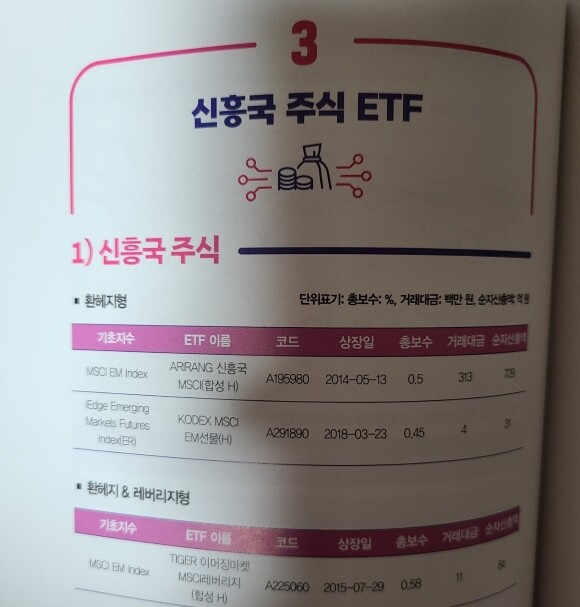 3
신흥국 주식 ETF
1) 신흥국 주식
▪ 환헤지형 단위표기: 총보수: %, 거래대금: 백만 원, 순자산총액: 억 원
기초지수 ETF 이름 코드 상장일 총보수 거래대금 순자산총액
MSCI EM Index ARIRANG 신흥국 MSCI(합성 H) A195980 2014-05-13 0.5 313 709
iEdge Emerging Markets Futures Index(ER) KODEX MSCI EM선물(H) A291890 2018-03-23 0.45 4 31
▪ 환헤지 & 레버리지형
기초지수 ETF 이름 코드 상장일 총보수 거래대금 순자산총액
MSCI EM Index TIGER 이머징마켓 MSCI레버리지 (합성 H) A225060 2015-07-29 0.58 11 84